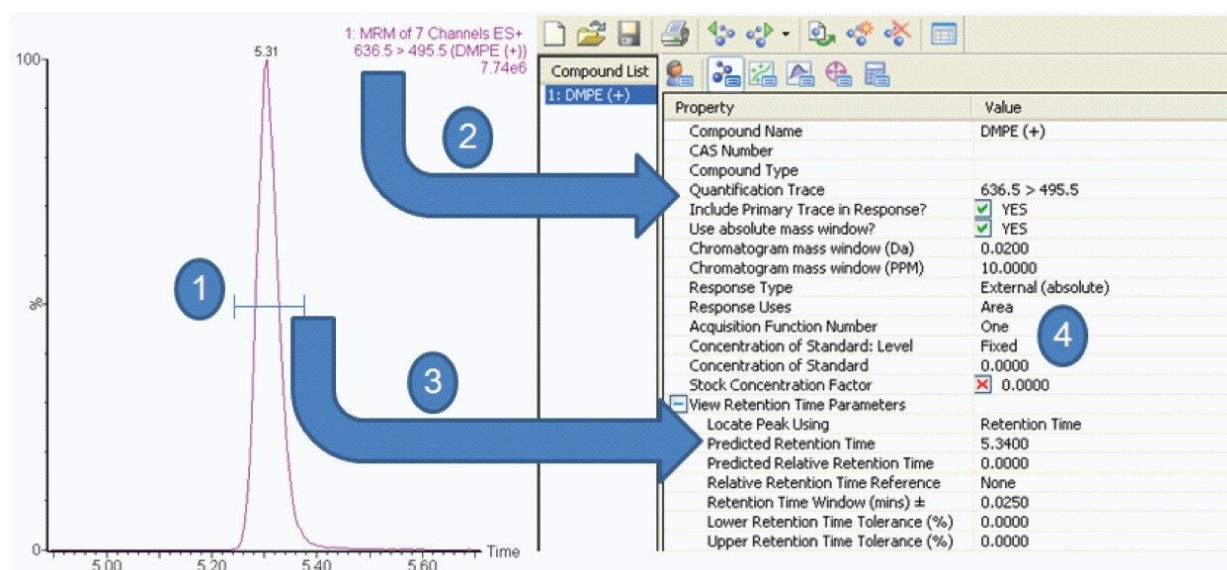 1: MRM of 7 Channels ES+
636.5 > 495.5 (DMPE (+))
7.74e6
5.31
100
%
0
5.00 5.20 5.40 5.60
Time
1
2
3
4
Compound List
1: DMPE (+)
Property Value
Compound Name DMPE (+)
CAS Number
Compound Type
Quantification Trace 636.5 > 495.5
Include Primary Trace in Response? YES
Use absolute mass window? YES
Chromatogram mass window (Da) 0.0200
Chromatogram mass window (PPM) 10.0000
Response Type External (absolute)
Response Uses Area
Acquisition Function Number One
Concentration of Standard: Level Fixed
Concentration of Standard 0.0000
Stock Concentration Factor 0.0000
View Retention Time Parameters
Locate Peak Using Retention Time
Predicted Retention Time 5.3400
Predicted Relative Retention Time 0.0000
Relative Retention Time Reference None
Retention Time Window (mins) ± 0.0250
Lower Retention Time Tolerance (%) 0.0000
Upper Retention Time Tolerance (%) 0.0000